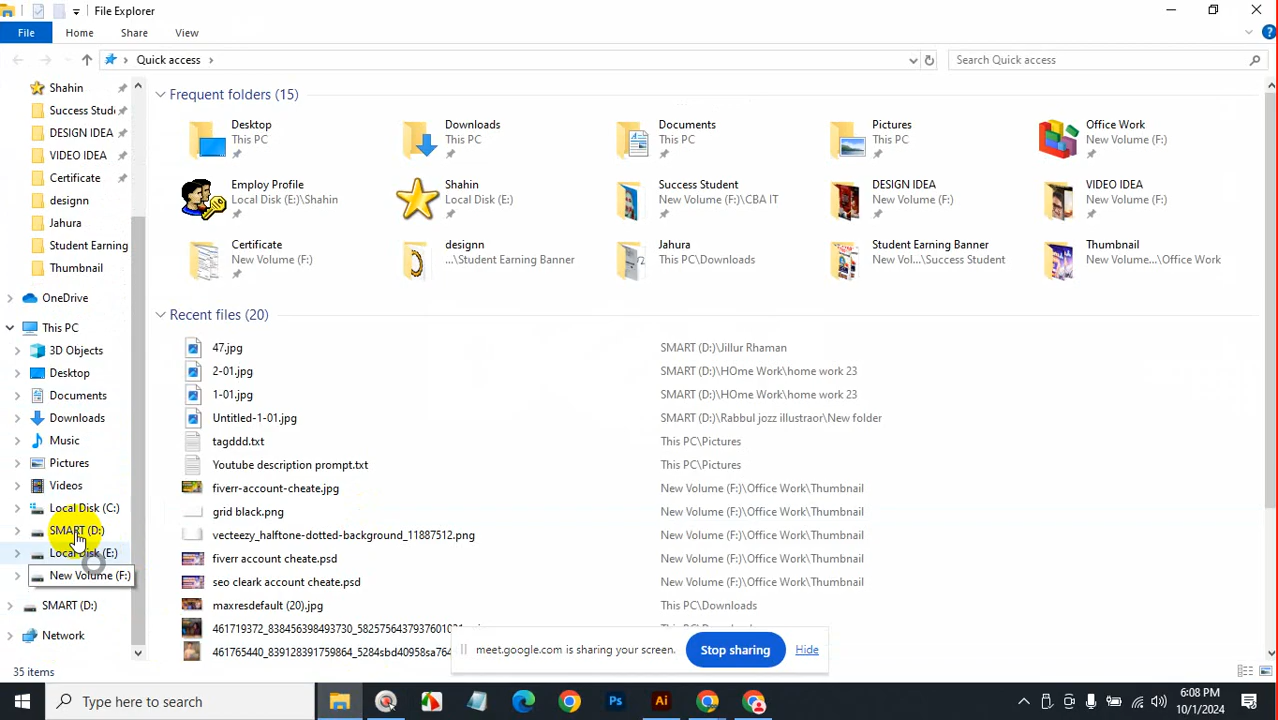 File Explorer
File
Home
Share
View
Quick access
Search Quick access
Shahin
Success Stude
DESIGN IDEA
VIDEO IDEA
Certificate
designn
Jahura
Student Earning
Thumbnail
OneDrive
This PC
3D Objects
Desktop
Documents
Downloads
Music
Pictures
Videos
Local Disk (C:)
SMART (D:)
Local Disk (E:)
New Volume (F:)
SMART (D:)
Network
Frequent folders (15)
Desktop
This PC
Downloads
This PC
Documents
This PC
Pictures
This PC
Office Work
New Volume (F:)
Employ Profile
Local Disk (E:)\Shahin
Shahin
Local Disk (E:)
Success Student
New Volume (F:)\CBA IT
DESIGN IDEA
New Volume (F:)
VIDEO IDEA
New Volume (F:)
Certificate
New Volume (F:)
designn
...\Student Earning Banner
Jahura
This PC\Downloads
Student Earning Banner
New Vol...\Success Student
Thumbnail
New Volume...\Office Work
Recent files (20)
47.jpg SMART (D:)\Jillur Rhaman
2-01.jpg SMART (D:)\HOme Work\home work 23
1-01.jpg SMART (D:)\HOme Work\home work 23
Untitled-1-01.jpg SMART (D:)\Rabbul jozz illustraor\New folder
tagddd.txt This PC\Pictures
Youtube description prompt.txt This PC\Pictures
fiverr-account-cheate.jpg New Volume (F:)\Office Work\Thumbnail
grid black.png New Volume (F:)\Office Work\Thumbnail
vecteezy_halftone-dotted-background_11887512.png New Volume (F:)\Office Work\Thumbnail
fiverr account cheate.psd New Volume (F:)\Office Work\Thumbnail
seo cleark account cheate.psd New Volume (F:)\Office Work\Thumbnail
maxresdefault (20).jpg This PC\Downloads
meet.google.com is sharing your screen.
Stop sharing
Hide
35 items
Type here to search
Ps
Ai
6:08 PM
10/1/2024